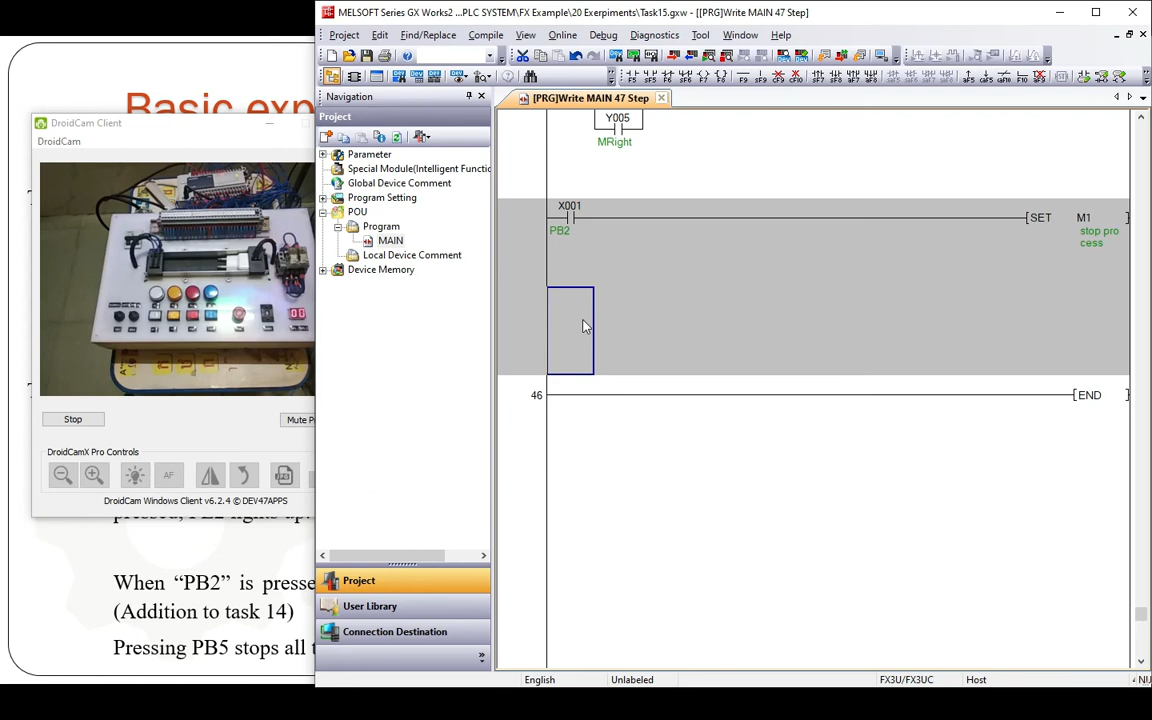 MELSOFT Series GX Works2 ...PLC SYSTEM\FX Example\20 Exerpiments\Task15.gxw - [[PRG]Write MAIN 47 Step]
Project Edit Find/Replace Compile View Online Debug Diagnostics Tool Window Help
Basic exp
DroidCam Client
DroidCam
Stop
Mute
DroidCamX Pro Controls
AF
DroidCam Windows Client v6.2.4 © DEV47APPS
When “PB2” is presse
(Addition to task 14)
Pressing PB5 stops all
Navigation
Project
Parameter
Special Module(Intelligent Functio
Global Device Comment
Program Setting
POU
Program
MAIN
Local Device Comment
Device Memory
Project
User Library
Connection Destination
[PRG]Write MAIN 47 Step
Y005
MRight
X001
PB2
SET M1
stop pro
cess
46
END
English Unlabeled FX3U/FX3UC Host